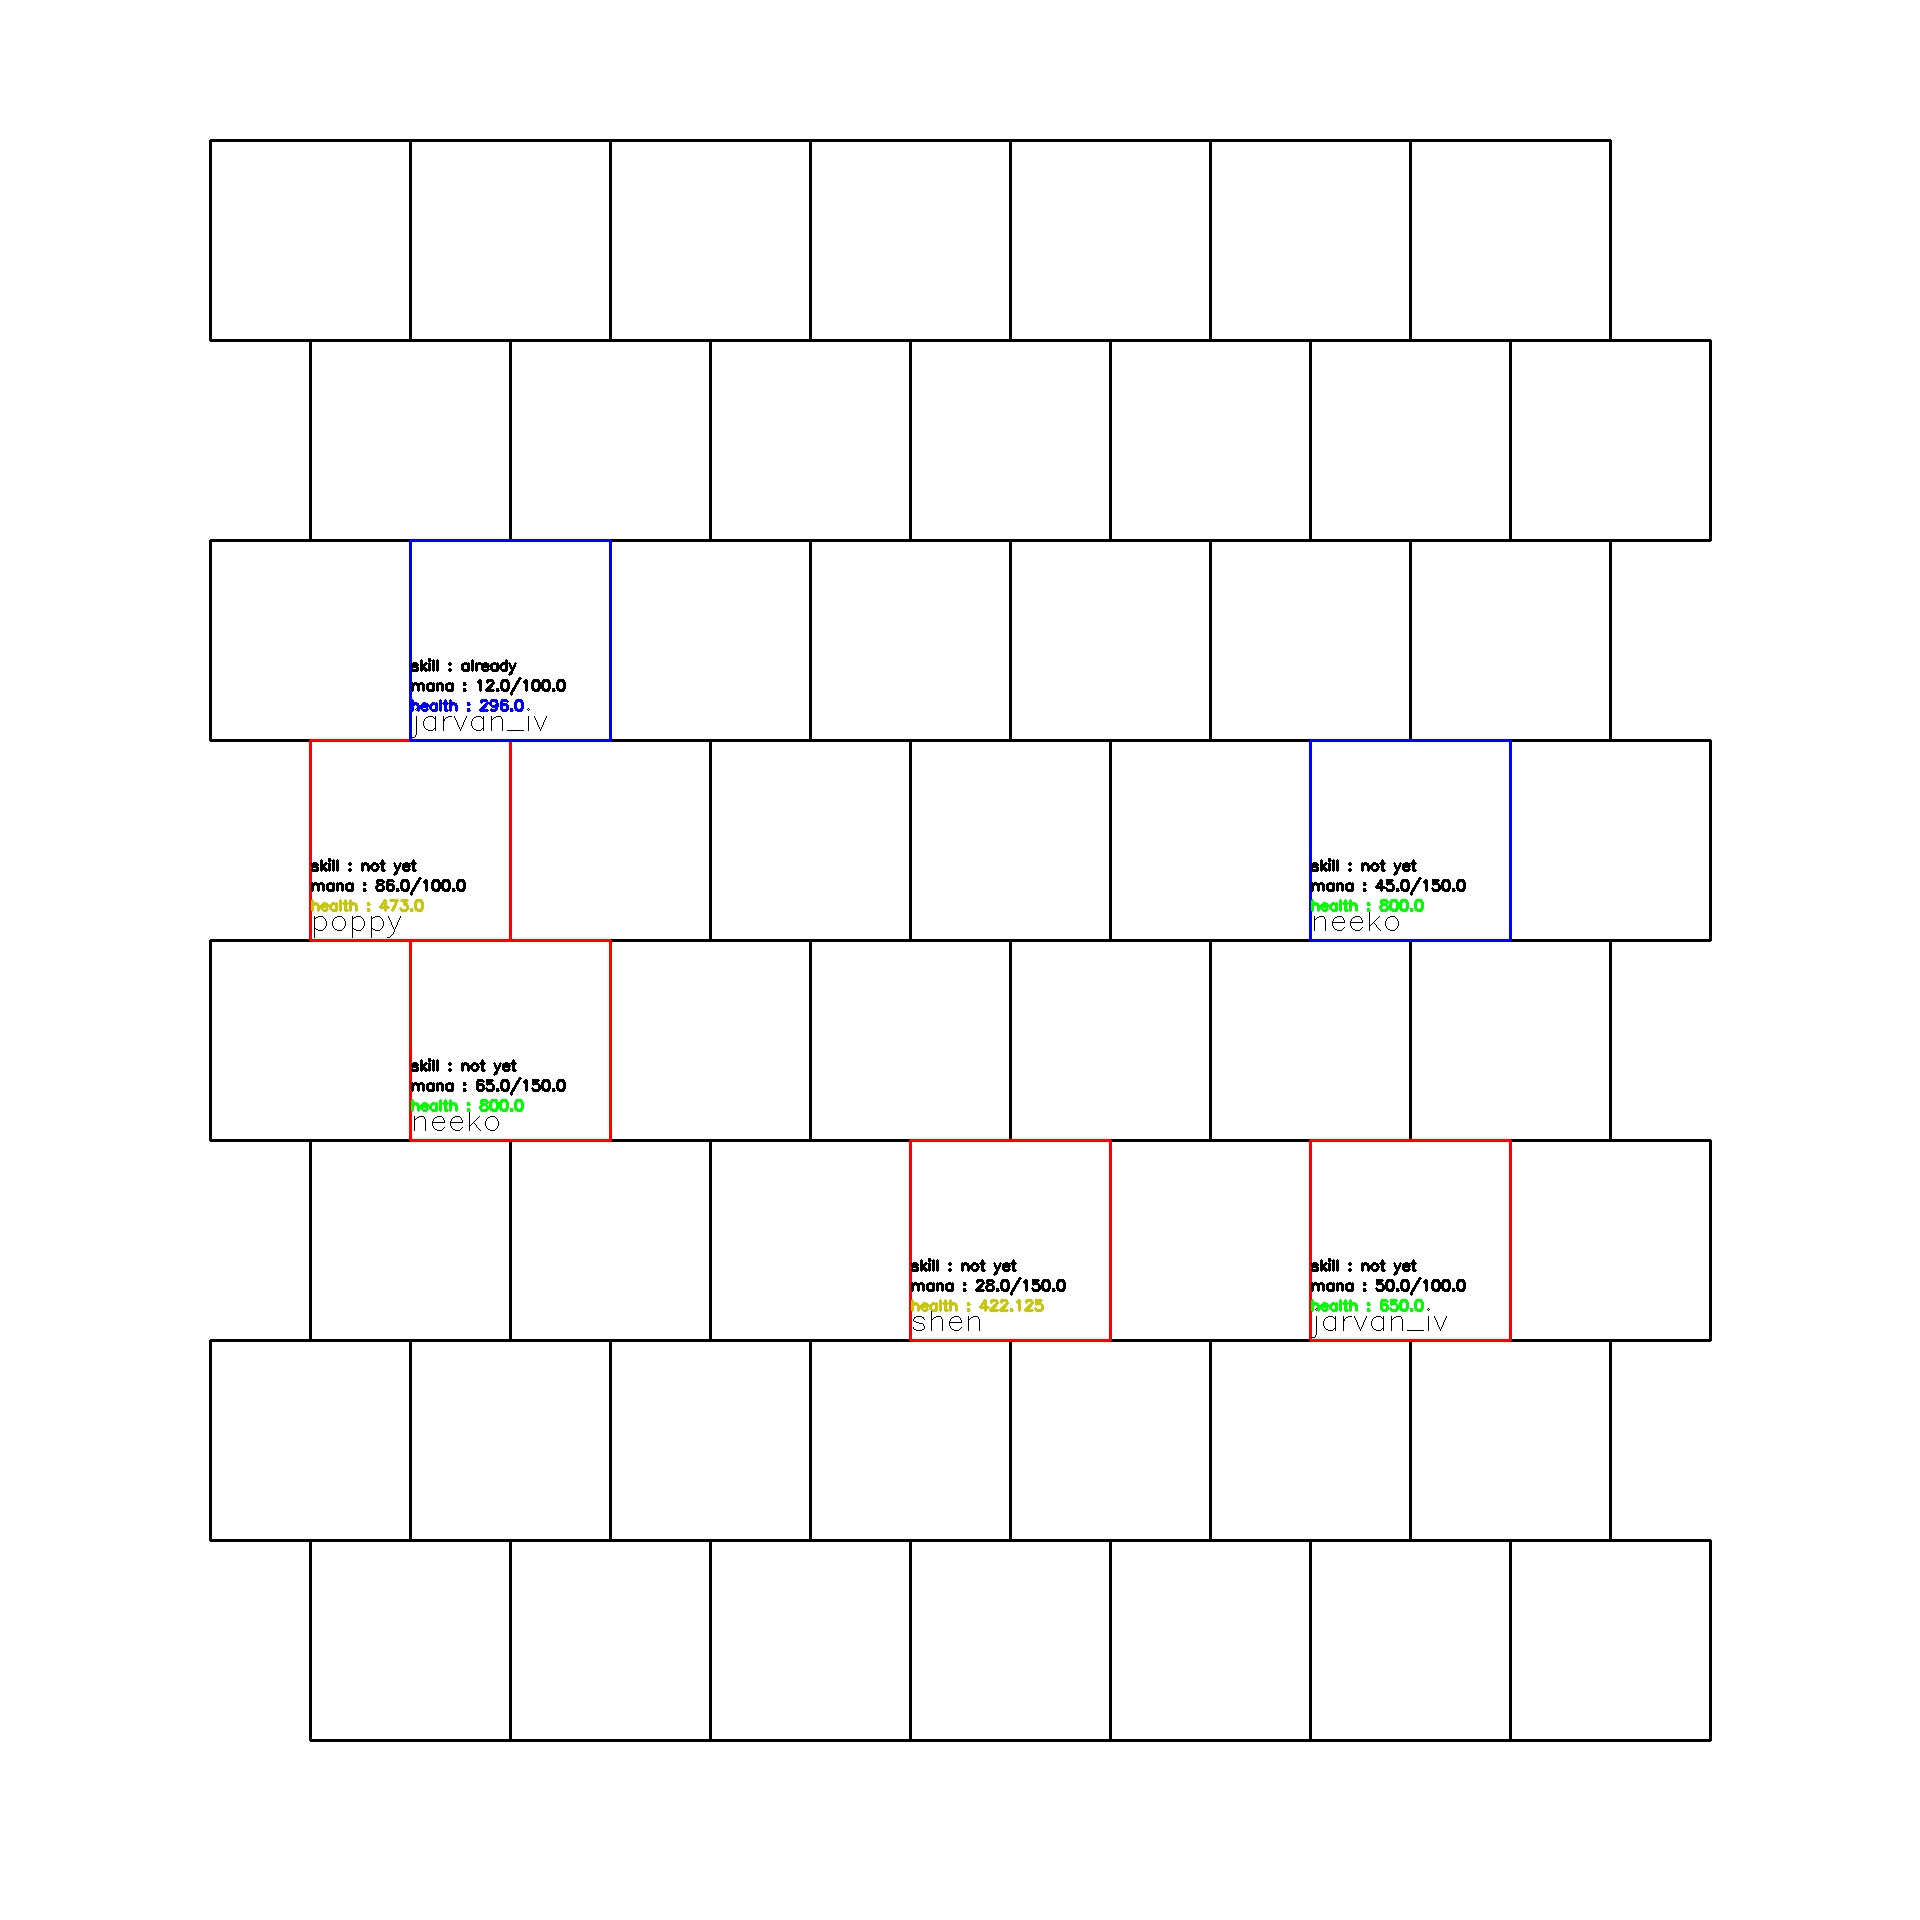 skill : already
mana : 12.0/100.0
health : 296.0
jarvan_iv
skill : not yet
mana : 86.0/100.0
health : 473.0
poppy
skill : not yet
mana : 45.0/150.0
health : 800.0
neeko
skill : not yet
mana : 65.0/150.0
health : 800.0
neeko
skill : not yet
mana : 28.0/150.0
health : 422.125
shen
skill : not yet
mana : 50.0/100.0
health : 650.0
jarvan_iv